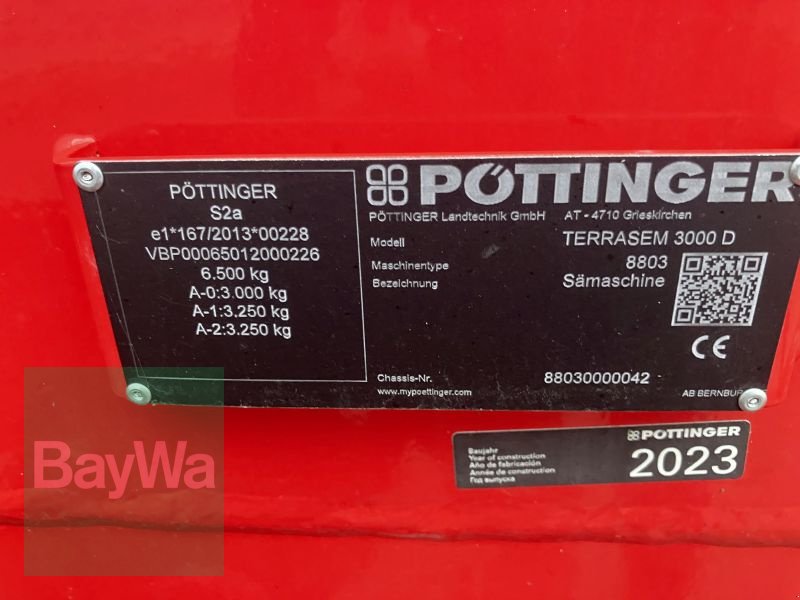 PÖTTINGER
S2a
e1*167/2013*00228
VBP00065012000226
6.500 kg
A-0:3.000 kg
A-1:3.250 kg
A-2:3.250 kg
PÖTTINGER
PÖTTINGER Landtechnik GmbH AT - 4710 Grieskirchen
Modell TERRASEM 3000 D
Maschinentype 8803
Bezeichnung Sämaschine
CE
Chassis-Nr. 88030000042
www.mypoettinger.com AB BERNBUR
PÖTTINGER
Baujahr
Year of construction
Año de fabricación
Année de construction
Год выпуска
2023
BayWa